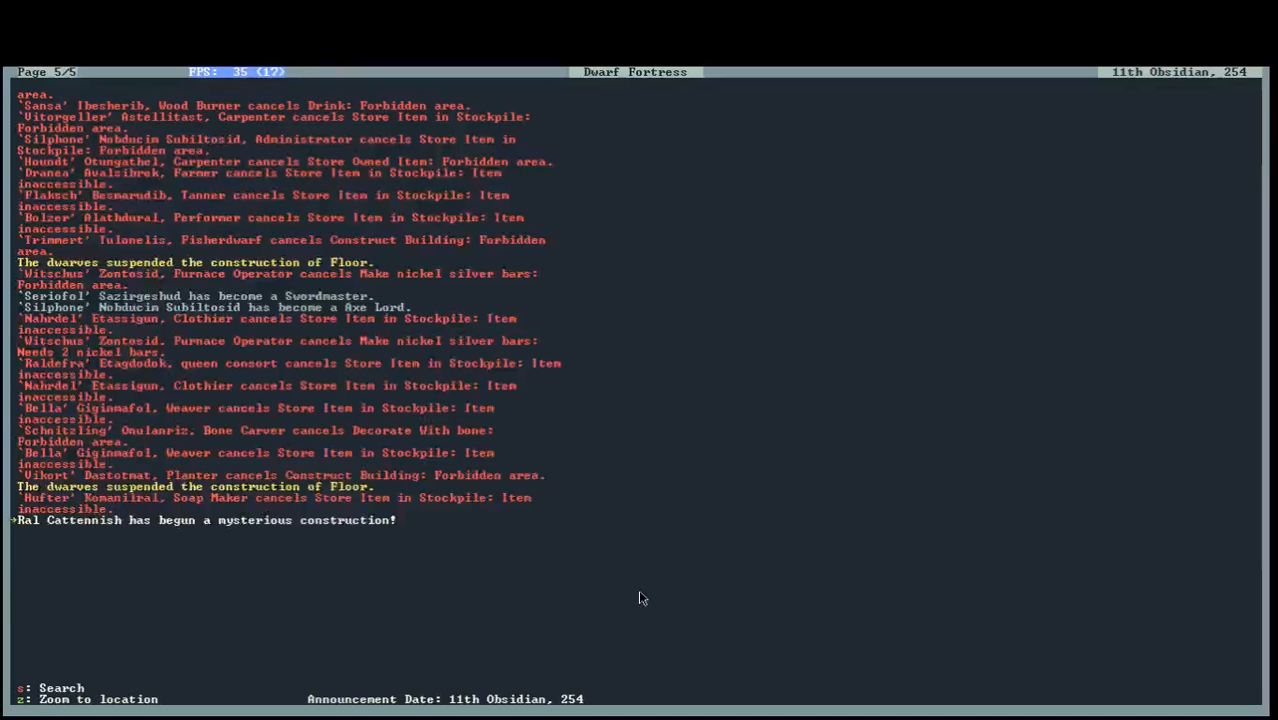 Page 5/5 FPS: 35 (17) Dwarf Fortress 11th Obsidian, 254
area.
`Sansa' Ibesherib, Wood Burner cancels Drink: Forbidden area.
`Vitorgeller' Astellitast, Carpenter cancels Store Item in Stockpile:
Forbidden area.
`Silphone' Nobducim Subiltosid, Administrator cancels Store Item in
Stockpile: Forbidden area.
`Houndt' Otungathel, Carpenter cancels Store Owned Item: Forbidden area.
`Dranea' Avalsibrek, Farmer cancels Store Item in Stockpile: Item
inaccessible.
`Flaksch' Besmarudib, Tanner cancels Store Item in Stockpile: Item
inaccessible.
`Bolzer' Alathdural, Performer cancels Store Item in Stockpile: Item
inaccessible.
`Trimmert' Tulonelis, Fisherdwarf cancels Construct Building: Forbidden
area.
The dwarves suspended the construction of Floor.
`Witschus' Zontosid, Furnace Operator cancels Make nickel silver bars:
Forbidden area.
`Seriofol' Sazirgeshud has become a Swordmaster.
`Silphone' Nobducim Subiltosid has become a Axe Lord.
`Nahrdel' Etassigun, Clothier cancels Store Item in Stockpile: Item
inaccessible.
`Witschus' Zontosid, Furnace Operator cancels Make nickel silver bars:
Needs 2 nickel bars.
`Raldefra' Etagdodok, queen consort cancels Store Item in Stockpile: Item
inaccessible.
`Nahrdel' Etassigun, Clothier cancels Store Item in Stockpile: Item
inaccessible.
`Bella' Giginmafol, Weaver cancels Store Item in Stockpile: Item
inaccessible.
`Schnitzling' Omulanriz, Bone Carver cancels Decorate With bone:
Forbidden area.
`Bella' Giginmafol, Weaver cancels Store Item in Stockpile: Item
inaccessible.
`Vikort' Dastotmat, Planter cancels Construct Building: Forbidden area.
The dwarves suspended the construction of Floor.
`Hufter' Komanilral, Soap Maker cancels Store Item in Stockpile: Item
inaccessible.
→Ral Cattennish has begun a mysterious construction!
s: Search
z: Zoom to location Announcement Date: 11th Obsidian, 254